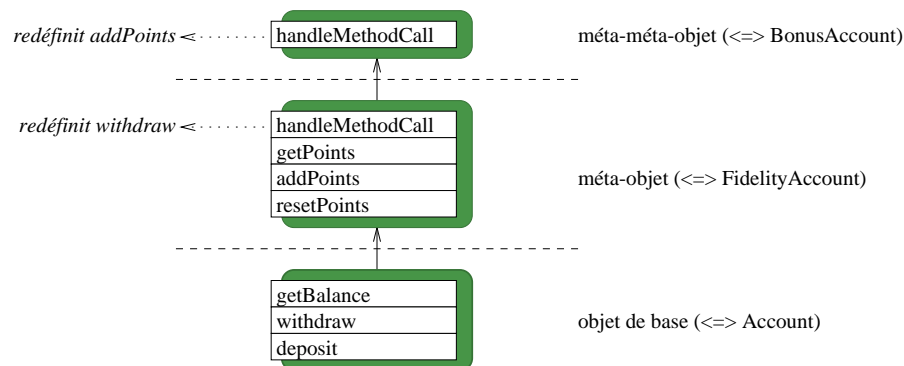 redéfinit addPoints handleMethodCall méta-méta-objet (<=> BonusAccount)
redéfinit withdraw handleMethodCall
getPoints
addPoints méta-objet (<=> FidelityAccount)
resetPoints
getBalance
withdraw objet de base (<=> Account)
deposit